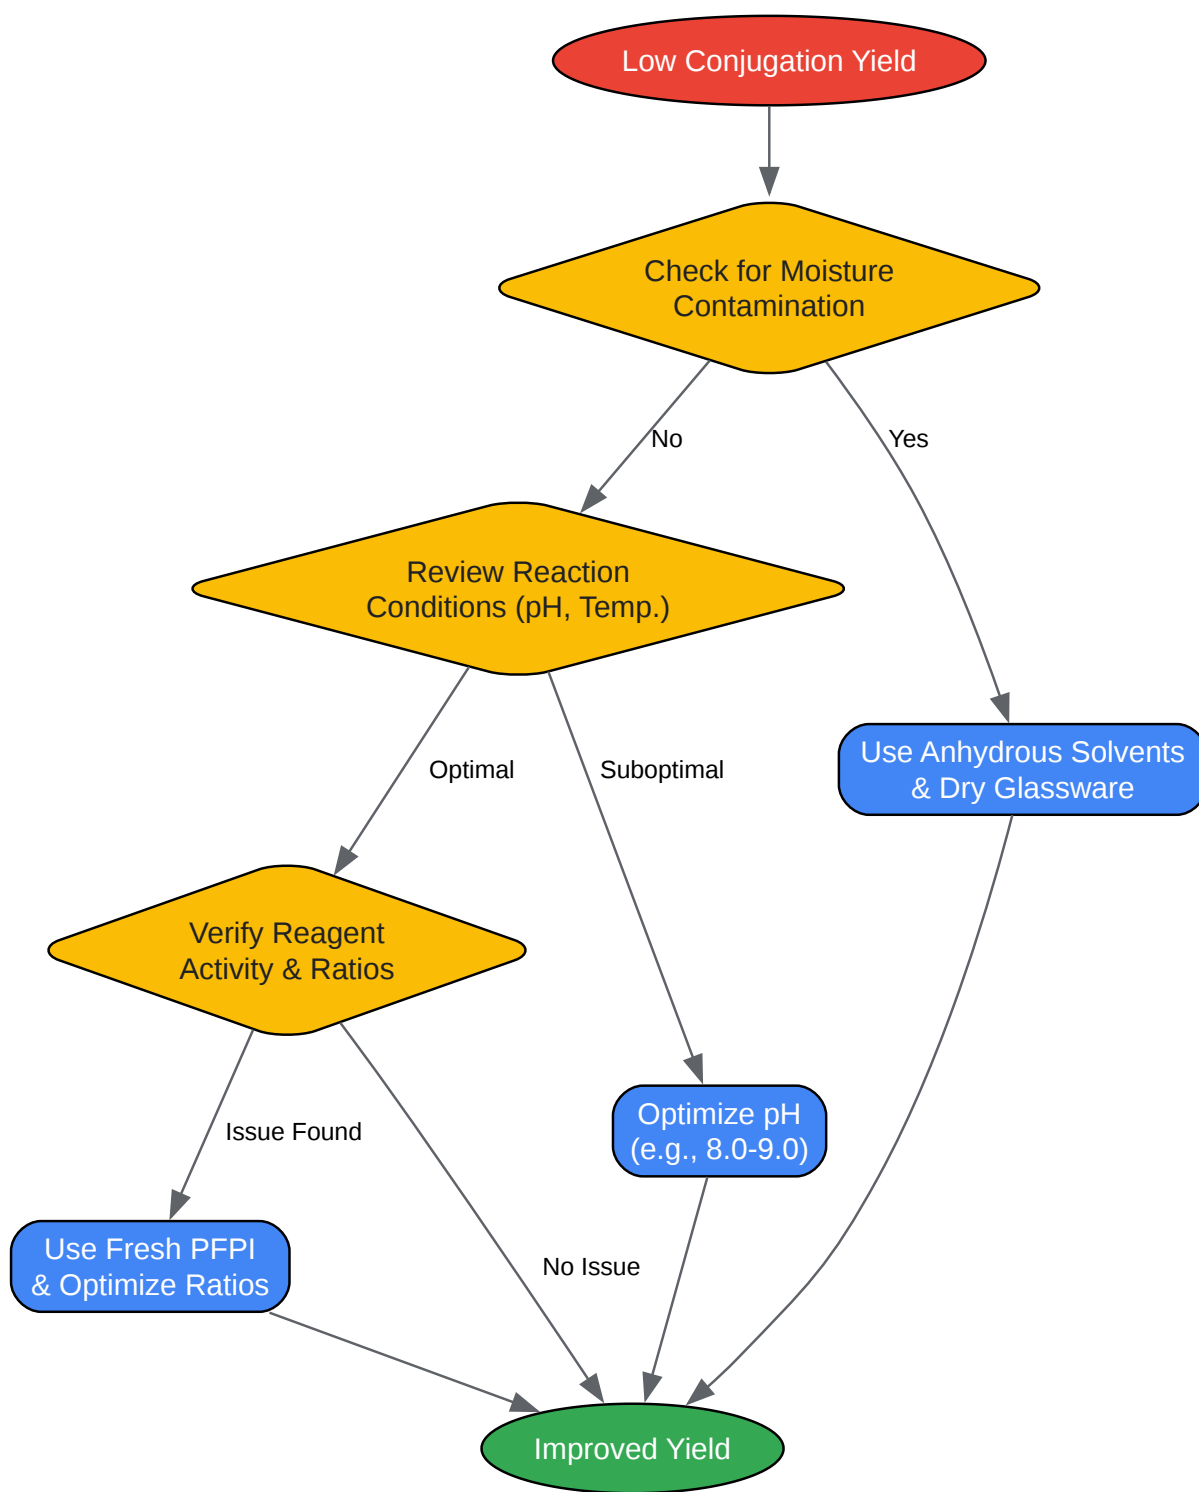 Low Conjugation Yield
Check for Moisture
Contamination
No
Yes
Review Reaction
Conditions (pH, Temp.)
Use Anhydrous Solvents
& Dry Glassware
Optimal
Suboptimal
Verify Reagent
Activity & Ratios
Optimize pH
(e.g., 8.0-9.0)
Issue Found
Use Fresh PFPI
& Optimize Ratios
No Issue
Improved Yield